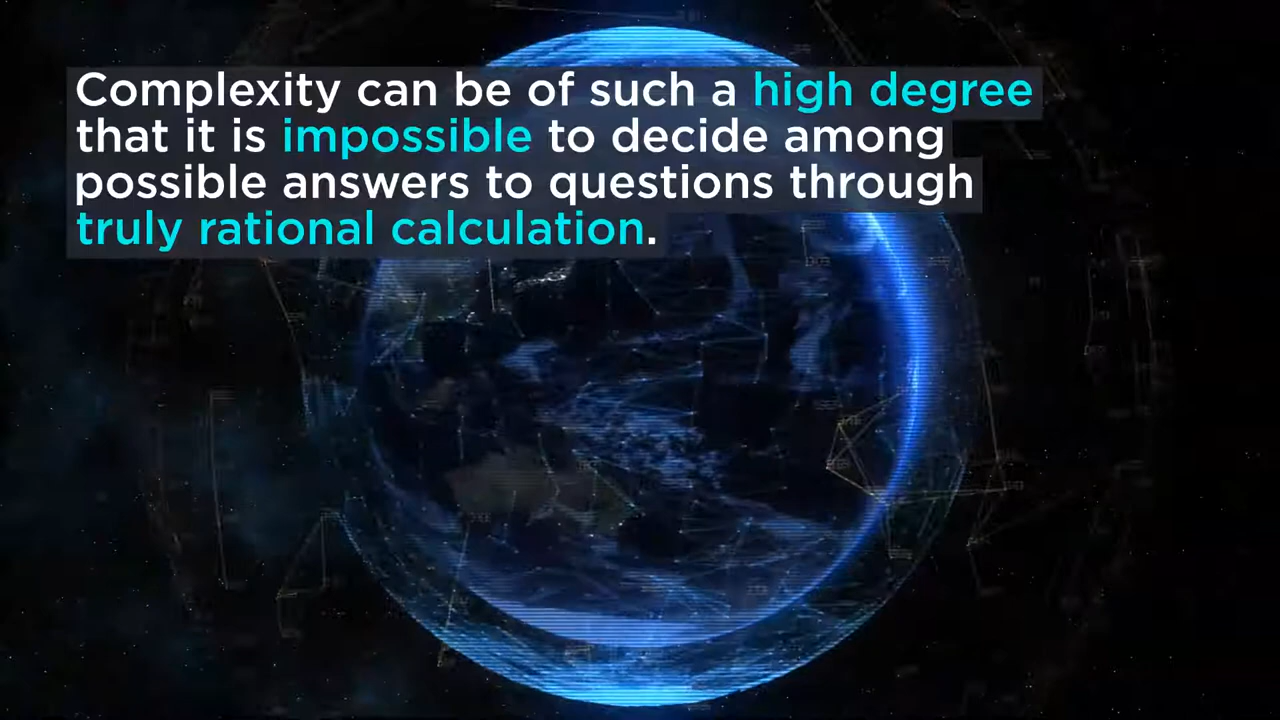 Complexity can be of such a high degree
that it is impossible to decide among
possible answers to questions through
truly rational calculation.